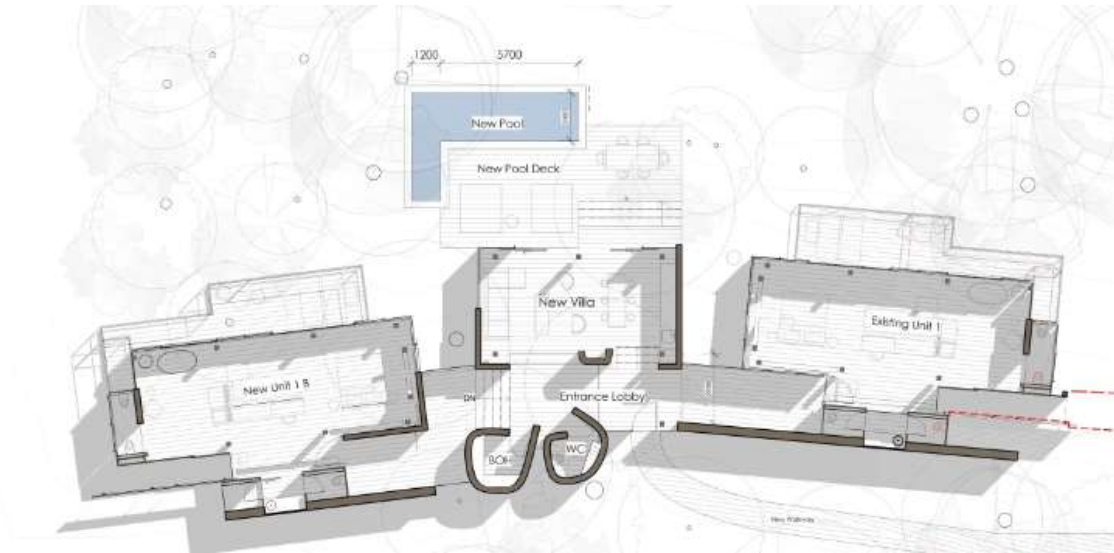 1200 5700
New Pool
New Pool Deck
New Villa
Existing Unit 1
New Unit 1 B
DN
Entrance Lobby
BOH
WC